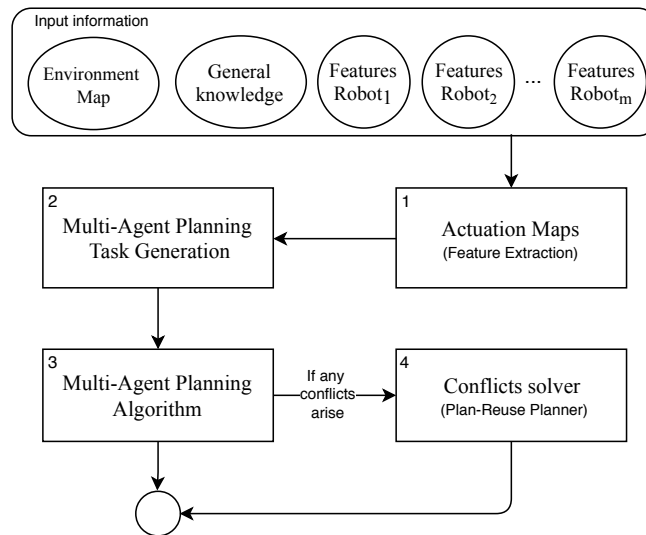 Input information
Environment
Map
General
knowledge
Features
Robot1
Features
Robot2
...
Features
Robotm
2
Multi-Agent Planning
Task Generation
1
Actuation Maps
(Feature Extraction)
3
Multi-Agent Planning
Algorithm
If any
conflicts
arise
4
Conflicts solver
(Plan-Reuse Planner)